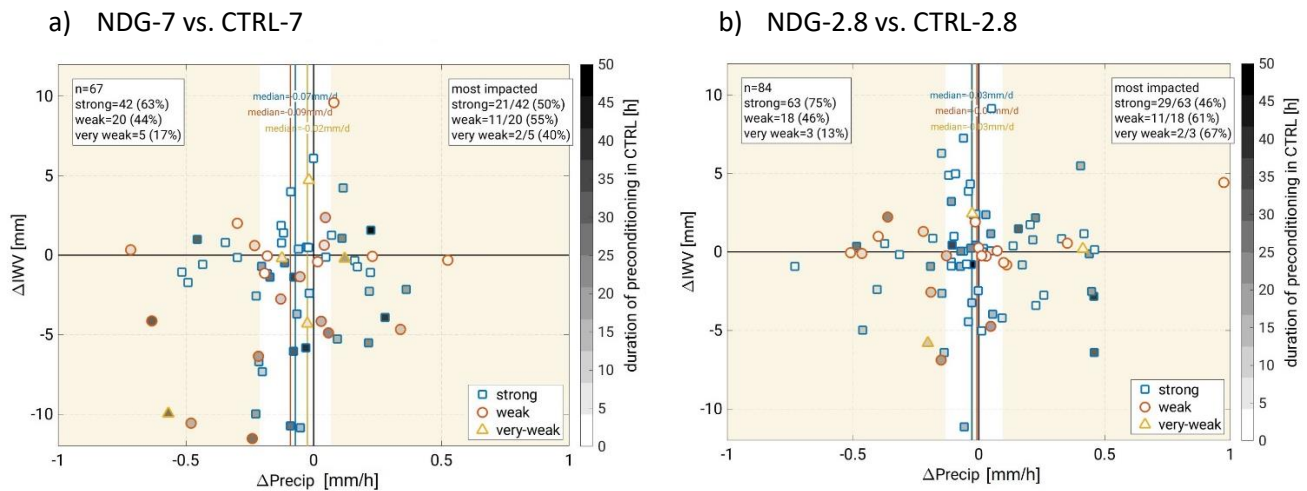 a) NDG-7 vs. CTRL-7
n=67
strong=42 (63%)
weak=20 (44%)
very weak=5 (17%)
median=-0.07mm/d
median=-0.09mm/d
median=-0.02mm/d
most impacted
strong=21/42 (50%)
weak=11/20 (55%)
very weak=2/5 (40%)
10
5
0
-5
-10
ΔIWV [mm]
-1
-0.5
0
0.5
1
ΔPrecip [mm/h]
strong
weak
very-weak
50
45
40
35
30
25
20
15
10
5
0
duration of preconditioning in CTRL [h]
b) NDG-2.8 vs. CTRL-2.8
n=84
strong=63 (75%)
weak=18 (46%)
very weak=3 (13%)
median=-0.03mm/d
most impacted
strong=29/63 (46%)
weak=11/18 (61%)
very weak=2/3 (67%)
10
5
0
-5
-10
ΔIWV [mm]
-1
-0.5
0
0.5
1
ΔPrecip [mm/h]
strong
weak
very-weak
50
45
40
35
30
25
20
15
10
5
0
duration of preconditioning in CTRL [h]